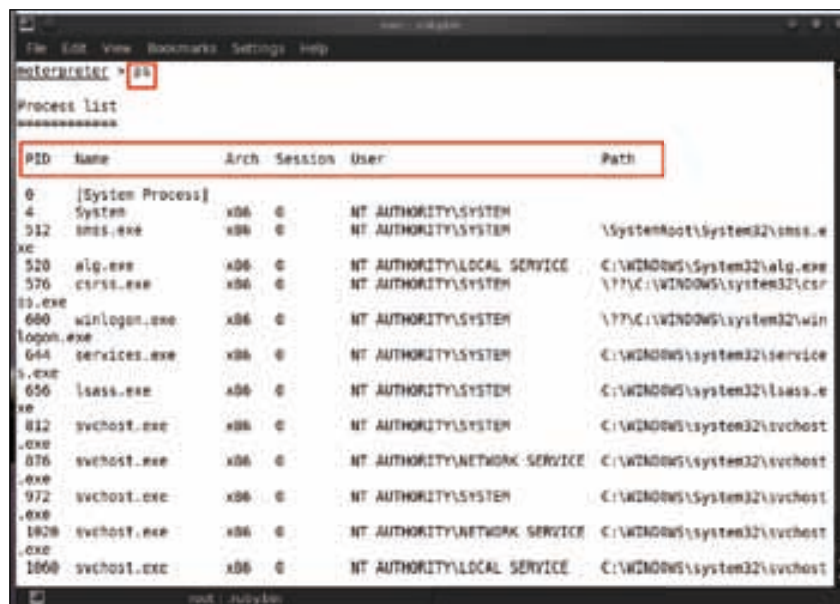 File Edit View Bookmarks Settings Help
meterpreter > ps
Process list
============
PID Name Arch Session User Path
0 [System Process]
4 System x86 0 NT AUTHORITY\SYSTEM
512 smss.exe x86 0 NT AUTHORITY\SYSTEM \SystemRoot\System32\smss.e
xe
520 alg.exe x86 0 NT AUTHORITY\LOCAL SERVICE C:\WINDOWS\System32\alg.exe
576 csrss.exe x86 0 NT AUTHORITY\SYSTEM \??\C:\WINDOWS\system32\csr
ss.exe
600 winlogon.exe x86 0 NT AUTHORITY\SYSTEM \??\C:\WINDOWS\system32\win
logon.exe
644 services.exe x86 0 NT AUTHORITY\SYSTEM C:\WINDOWS\system32\service
s.exe
656 lsass.exe x86 0 NT AUTHORITY\SYSTEM C:\WINDOWS\system32\lsass.e
xe
812 svchost.exe x86 0 NT AUTHORITY\SYSTEM C:\WINDOWS\system32\svchost
.exe
876 svchost.exe x86 0 NT AUTHORITY\NETWORK SERVICE C:\WINDOWS\system32\svchost
.exe
972 svchost.exe x86 0 NT AUTHORITY\SYSTEM C:\WINDOWS\System32\svchost
.exe
1020 svchost.exe x86 0 NT AUTHORITY\NETWORK SERVICE C:\WINDOWS\system32\svchost
.exe
1060 svchost.exe x86 0 NT AUTHORITY\LOCAL SERVICE C:\WINDOWS\system32\svchost
root : rubybin